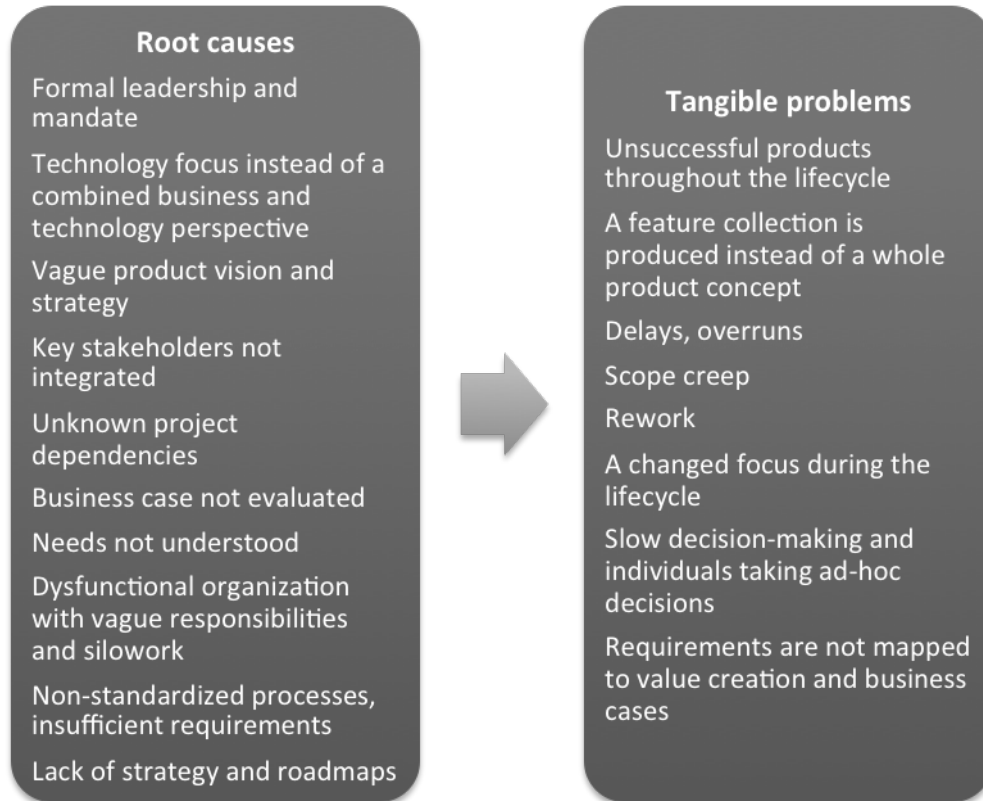 Root causes
Formal leadership and
mandate
Technology focus instead of a
combined business and
technology perspective
Vague product vision and
strategy
Key stakeholders not
integrated
Unknown project
dependencies
Business case not evaluated
Needs not understood
Dysfunctional organization
with vague responsibilities
and silowork
Non-standardized processes,
insufficient requirements
Lack of strategy and roadmaps
Tangible problems
Unsuccessful products
throughout the lifecycle
A feature collection is
produced instead of a whole
product concept
Delays, overruns
Scope creep
Rework
A changed focus during the
lifecycle
Slow decision-making and
individuals taking ad-hoc
decisions
Requirements are not mapped
to value creation and business
cases